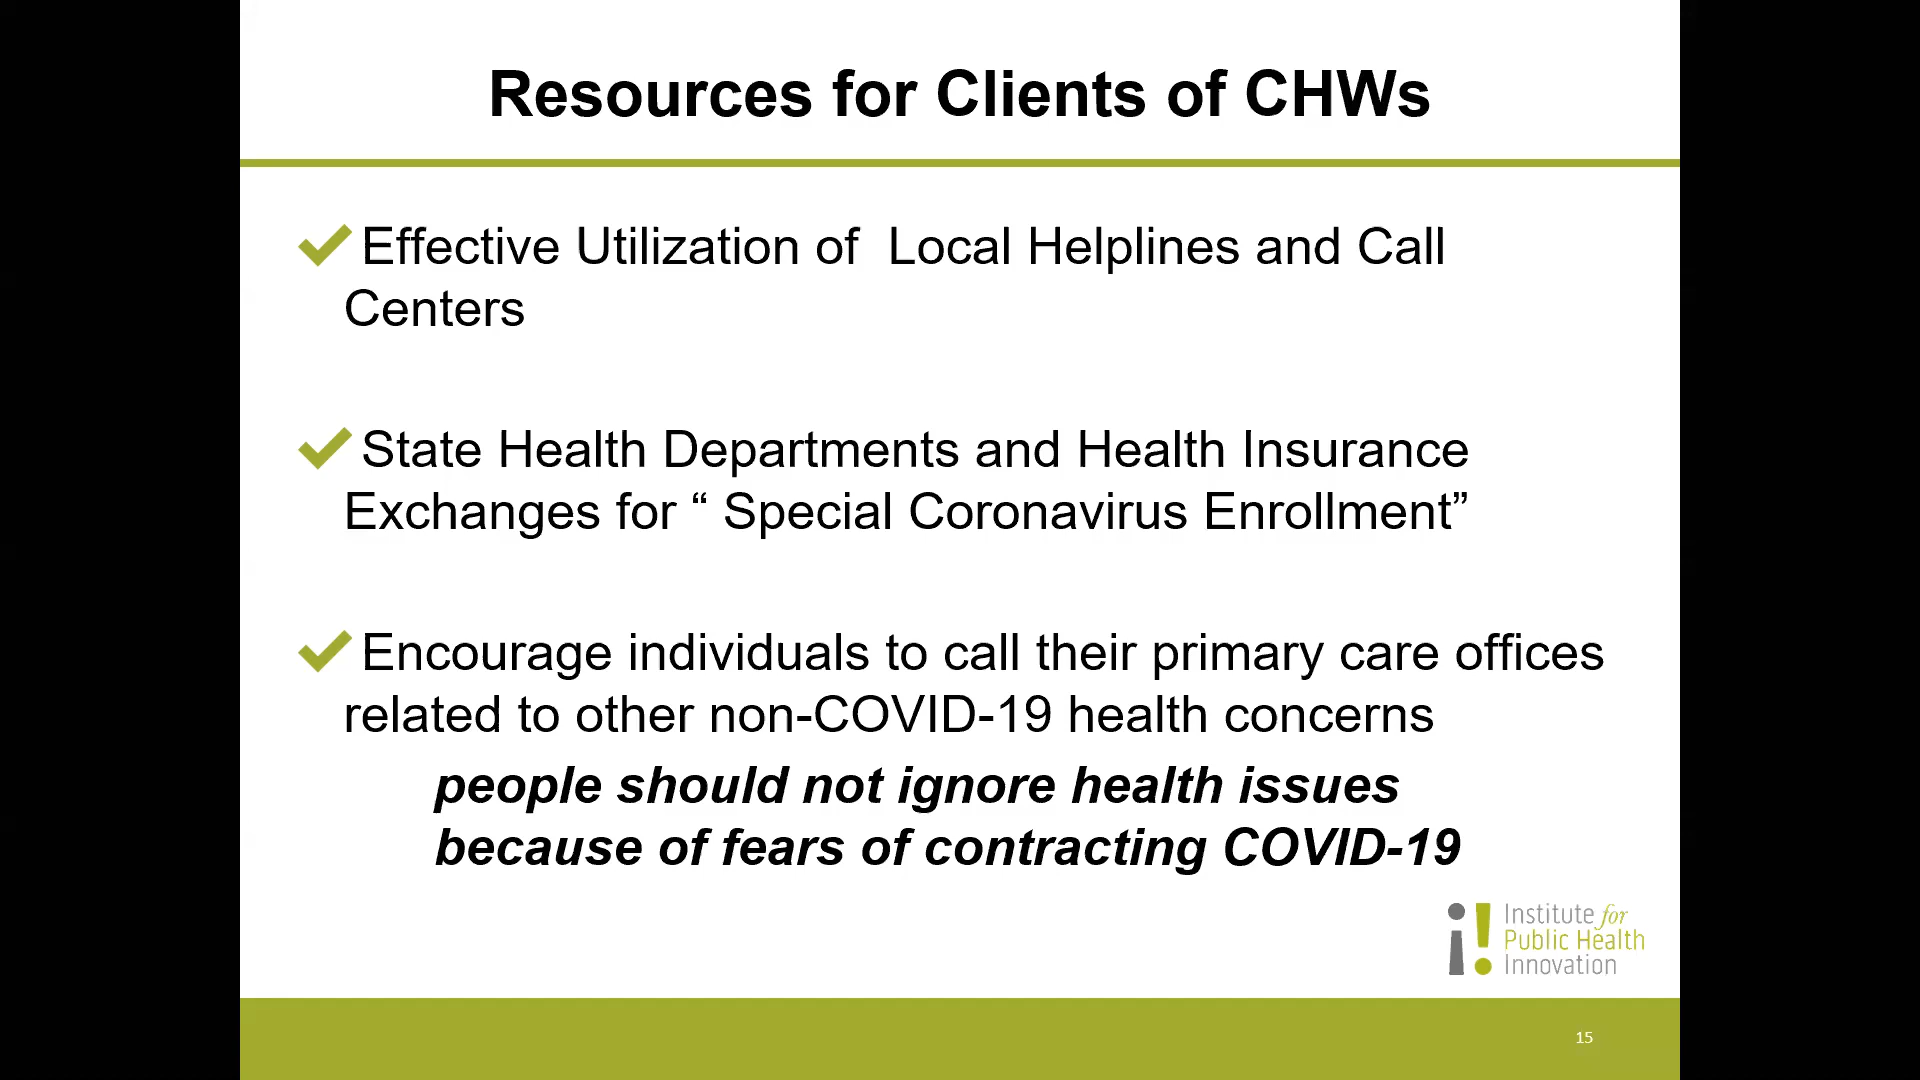 Resources for Clients of CHWs
Effective Utilization of  Local Helplines and Call
Centers
State Health Departments and Health Insurance
Exchanges for “ Special Coronavirus Enrollment”
Encourage individuals to call their primary care offices
related to other non-COVID-19 health concerns
people should not ignore health issues
because of fears of contracting COVID-19
Institute for
Public Health
Innovation
15